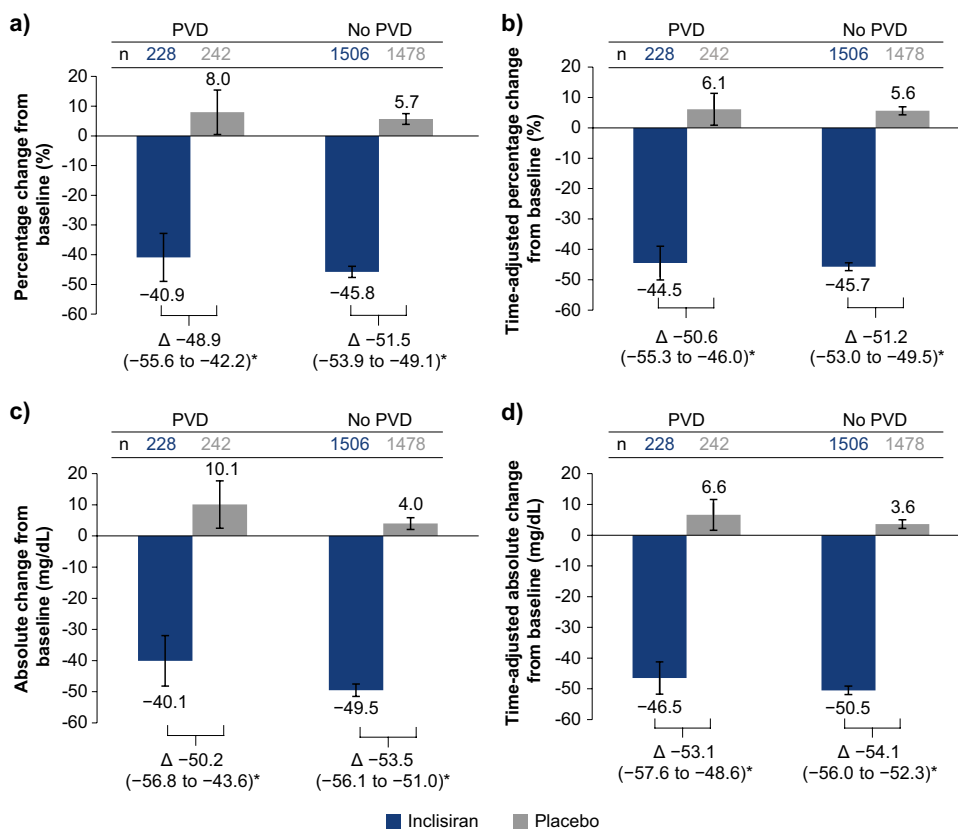 a)
PVD No PVD
n 228 242 1506 1478
Percentage change from
baseline (%)
20
10
0
-10
-20
-30
-40
-50
-60
8.0
5.7
−40.9
−45.8
Δ −48.9
(−55.6 to −42.2)*
Δ −51.5
(−53.9 to −49.1)*
b)
PVD No PVD
n 228 242 1506 1478
Time-adjusted percentage change
from baseline (%)
20
10
0
-10
-20
-30
-40
-50
-60
6.1
5.6
−44.5
−45.7
Δ −50.6
(−55.3 to −46.0)*
Δ −51.2
(−53.0 to −49.5)*
c)
PVD No PVD
n 228 242 1506 1478
Absolute change from
baseline (mg/dL)
20
10
0
-10
-20
-30
-40
-50
-60
10.1
4.0
−40.1
−49.5
Δ −50.2
(−56.8 to −43.6)*
Δ −53.5
(−56.1 to −51.0)*
d)
PVD No PVD
n 228 242 1506 1478
Time-adjusted absolute change
from baseline (mg/dL)
20
10
0
-10
-20
-30
-40
-50
-60
6.6
3.6
−46.5
−50.5
Δ −53.1
(−57.6 to −48.6)*
Δ −54.1
(−56.0 to −52.3)*
Inclisiran Placebo